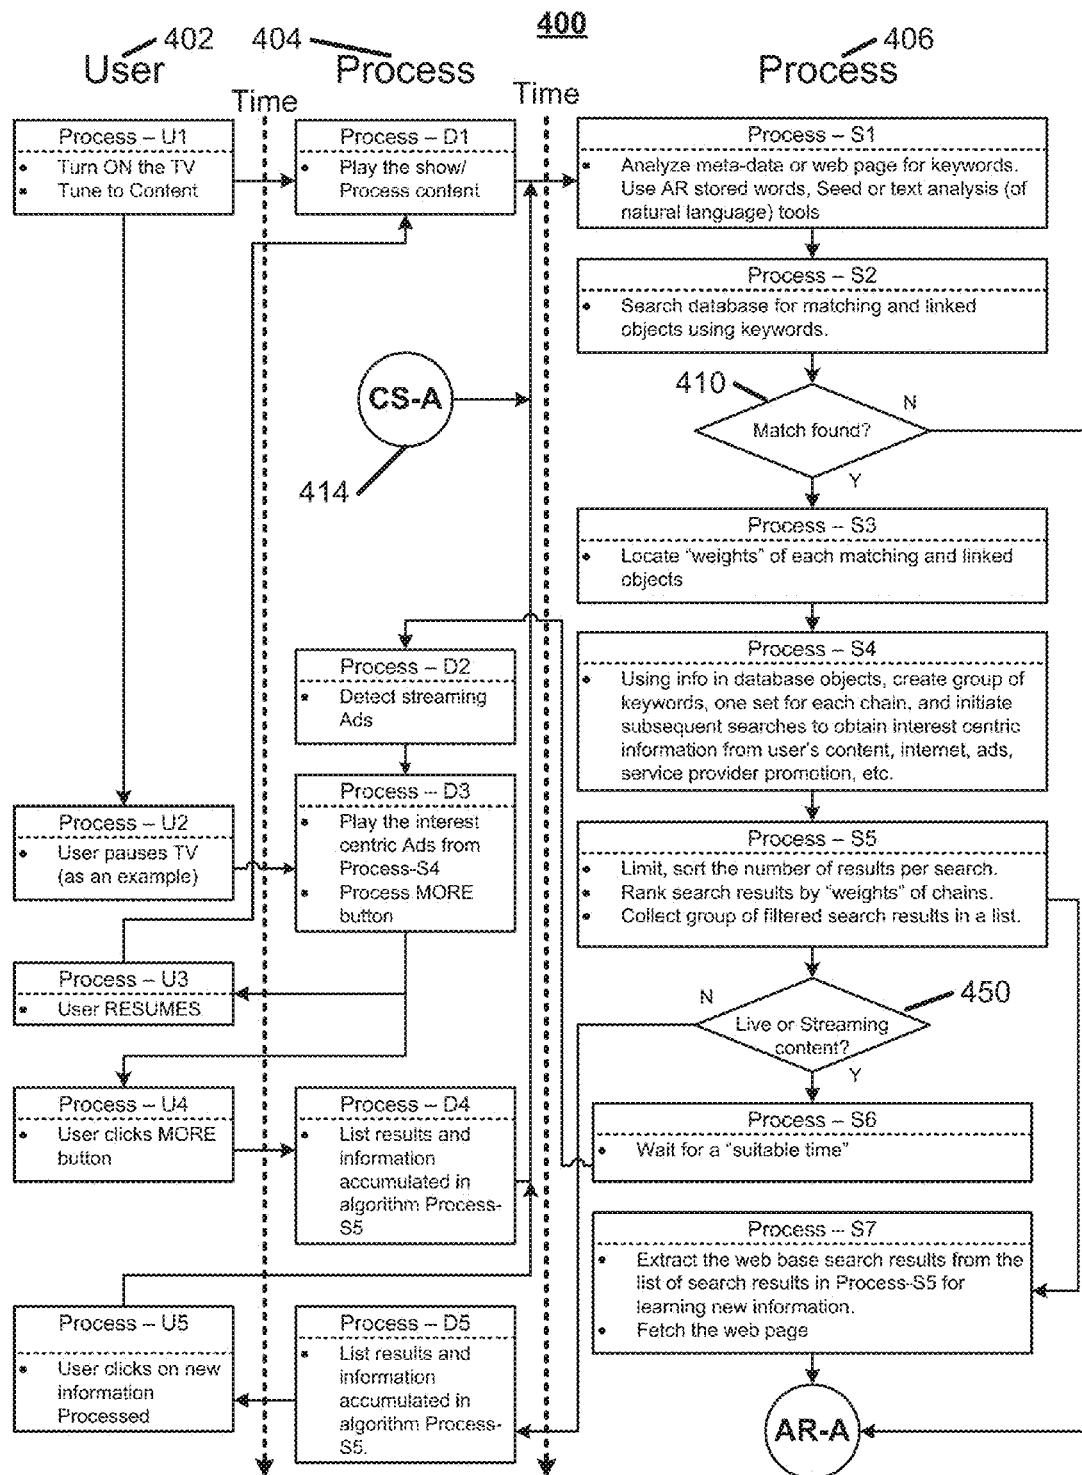 400
402
User
404
Process
406
Process
Time
Time
Process – U1
• Turn ON the TV
• Tune to Content
Process – D1
• Play the show/
Process content
Process – S1
• Analyze meta-data or web page for keywords.
Use AR stored words, Seed or text analysis (of
natural language) tools
Process – S2
• Search database for matching and linked
objects using keywords.
CS-A
414
410
Match found?
N
Y
Process – S3
• Locate "weights" of each matching and linked
objects
Process – D2
• Detect streaming
Ads
Process – S4
• Using info in database objects, create group of
keywords, one set for each chain, and initiate
subsequent searches to obtain interest centric
information from user's content, internet, ads,
service provider promotion, etc.
Process – U2
• User pauses TV
(as an example)
Process – D3
• Play the interest
centric Ads from
Process-S4
• Process MORE
button
Process – S5
• Limit, sort the number of results per search.
• Rank search results by "weights" of chains.
• Collect group of filtered search results in a list.
Process – U3
• User RESUMES
450
N
Live or Streaming
content?
Y
Process – U4
• User clicks MORE
button
Process – D4
• List results and
information
accumulated in
algorithm Process-
S5
Process – S6
• Wait for a "suitable time"
Process – S7
• Extract the web base search results from the
list of search results in Process-S5 for
learning new information.
• Fetch the web page
Process – U5
• User clicks on new
information
Processed
Process – D5
• List results and
information
accumulated in
algorithm Process-
S5.
AR-A